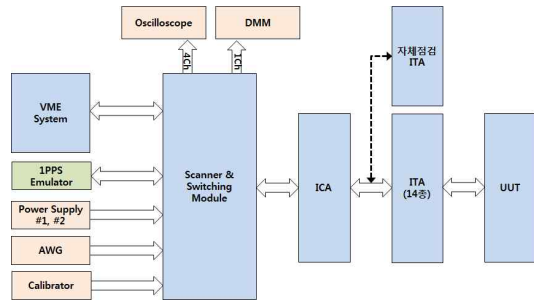 Oscilloscope
DMM
4Ch
1Ch
자체점검
ITA
VME
System
1PPS
Emulator
Power Supply
#1, #2
AWG
Calibrator
Scanner &
Switching
Module
ICA
ITA
(14종)
UUT